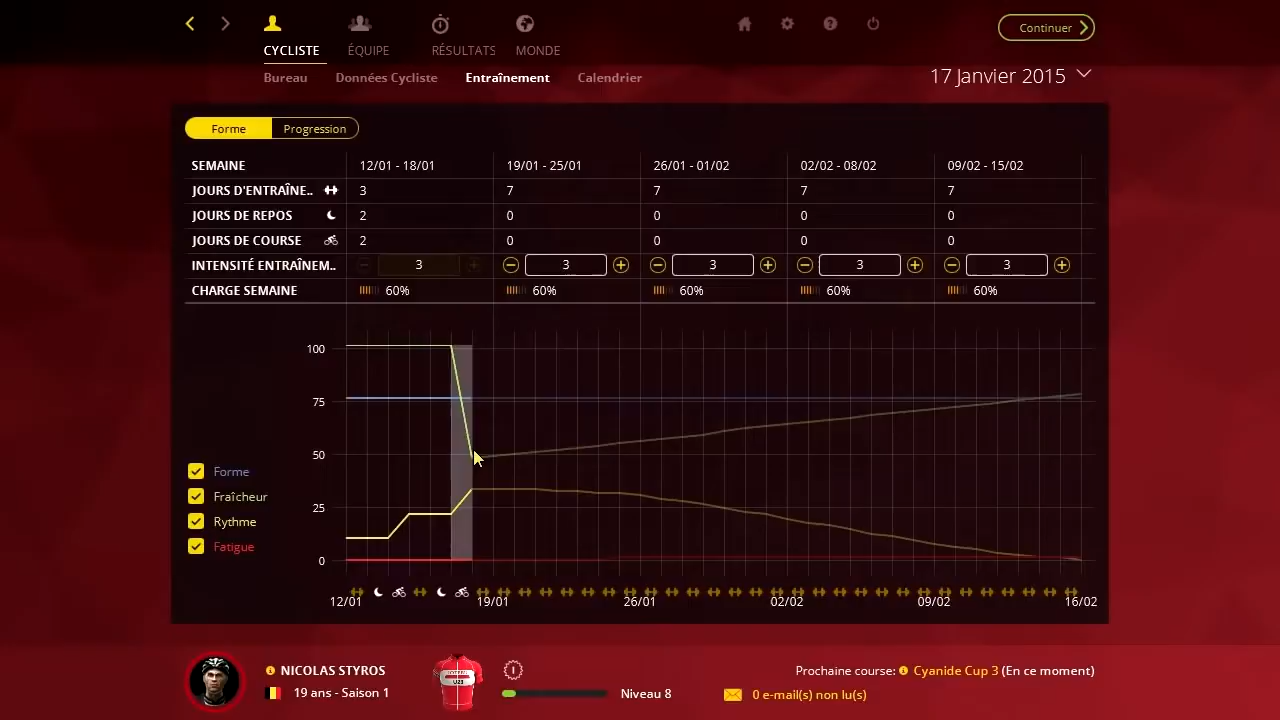 CYCLISTE ÉQUIPE RÉSULTATS MONDE
Continuer
Bureau Données Cycliste Entraînement Calendrier
17 Janvier 2015
Forme Progression
SEMAINE 12/01 - 18/01 19/01 - 25/01 26/01 - 01/02 02/02 - 08/02 09/02 - 15/02
JOURS D'ENTRAÎNE.. 3 7 7 7 7
JOURS DE REPOS 2 0 0 0 0
JOURS DE COURSE 2 0 0 0 0
INTENSITÉ ENTRAÎNEM.. 3 3 3 3 3
CHARGE SEMAINE 60% 60% 60% 60% 60%
100
75
50
25
0
Forme
Fraîcheur
Rythme
Fatigue
12/01 19/01 26/01 02/02 09/02 16/02
NICOLAS STYROS
19 ans - Saison 1
U23
Niveau 8
Prochaine course: Cyanide Cup 3 (En ce moment)
0 e-mail(s) non lu(s)